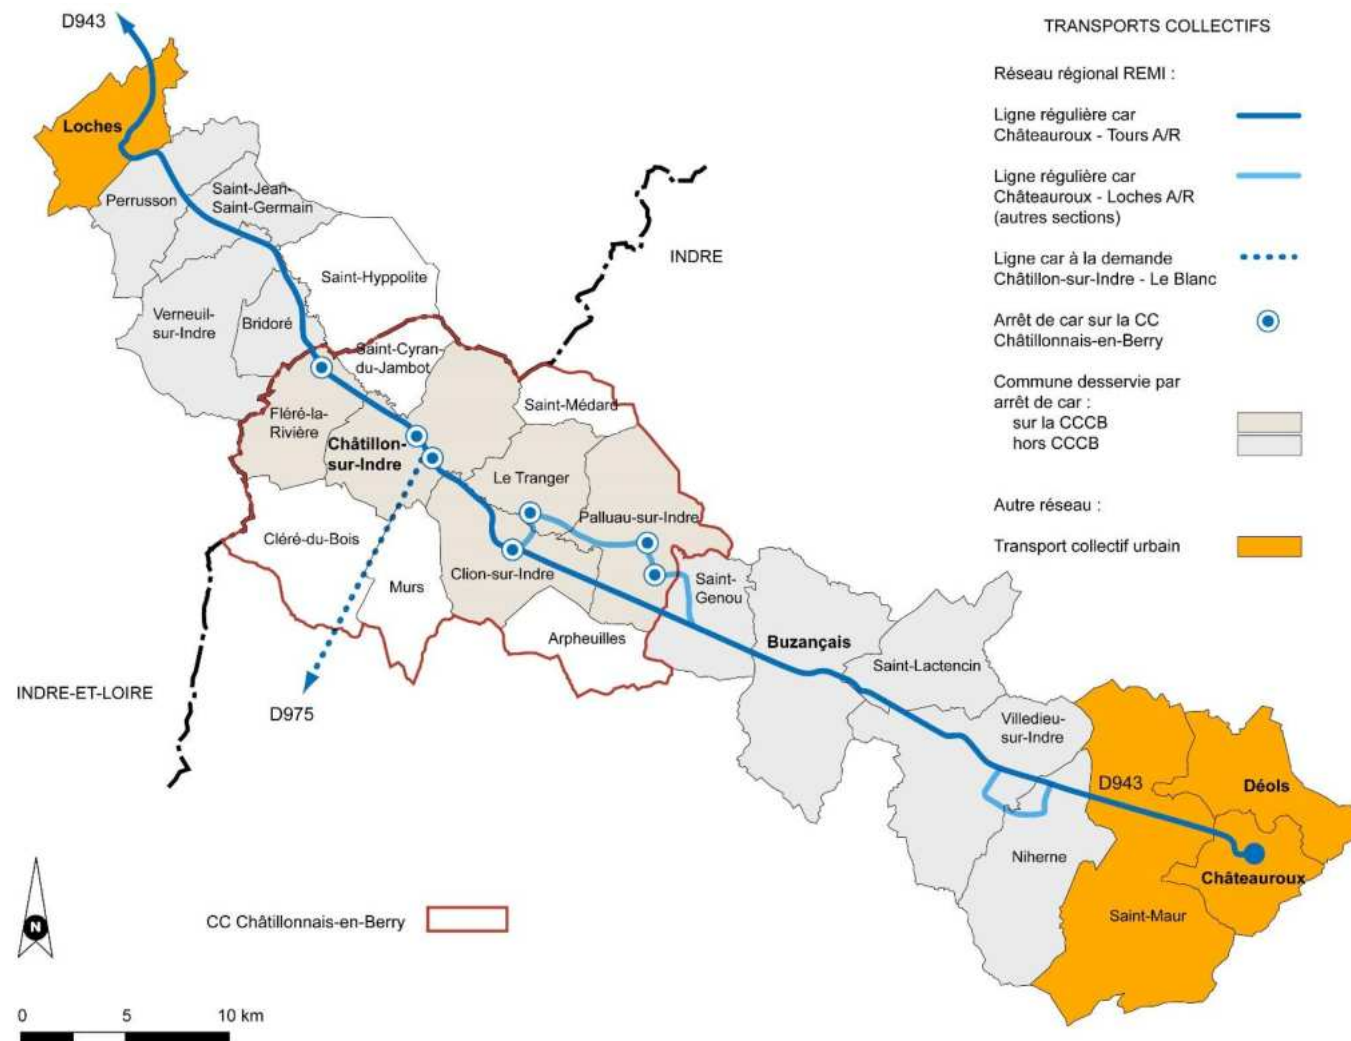 D943
Loches
Perrusson
Saint-Jean-
Saint-Germain
Saint-Hyppolite
INDRE
Verneuil-
sur-Indre
Bridoré
Saint-Cyran-
du-Jambot
Saint-Médard
Fléré-la-
Rivière
Châtillon-
sur-Indre
Le Tranger
Palluau-sur-Indre
Cléré-du-Bois
Murs
Clion-sur-Indre
Saint-
Genou
Arpheuilles
Buzançais
Saint-Lactencin
INDRE-ET-LOIRE
D975
Villedieu-
sur-Indre
D943
Déols
Niherne
Châteauroux
Saint-Maur
TRANSPORTS COLLECTIFS
Réseau régional REMI :
Ligne régulière car
Châteauroux - Tours A/R
Ligne régulière car
Châteauroux - Loches A/R
(autres sections)
Ligne car à la demande
Châtillon-sur-Indre - Le Blanc
Arrêt de car sur la CC
Châtillonnais-en-Berry
Commune desservie par
arrêt de car :
sur la CCCB
hors CCCB
Autre réseau :
Transport collectif urbain
CC Châtillonnais-en-Berry
N
0 5 10 km